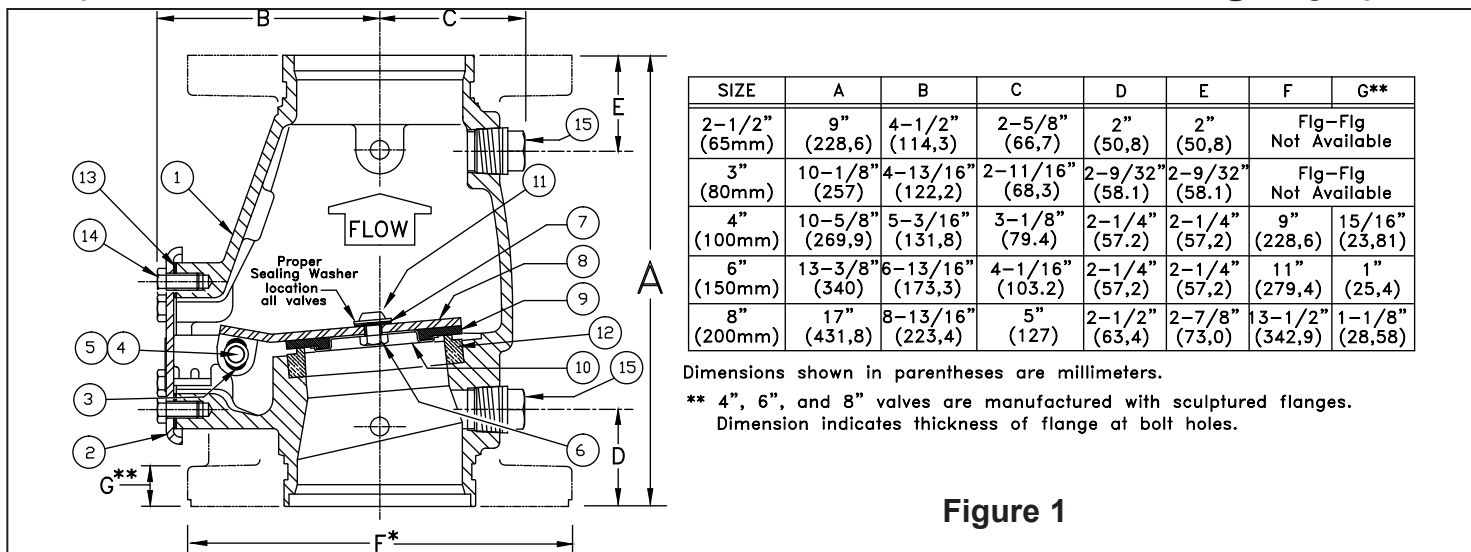 B
C
E
15
11
13
1
14
7
8
9
12
FLOW
Proper
Sealing Washer
location
all valves
A
5
4
3
2
10
15
6
D
G**
F*
SIZE A B C D E F G**
2-1/2" 9" 4-1/2" 2-5/8" 2" 2" Flg-Flg
(65mm) (228,6) (114,3) (66,7) (50,8) (50,8) Not Available
3" 10-1/8" 4-13/16" 2-11/16" 2-9/32" 2-9/32" Flg-Flg
(80mm) (257) (122,2) (68,3) (58.1) (58.1) Not Available
4" 10-5/8" 5-3/16" 3-1/8" 2-1/4" 2-1/4" 9" 15/16"
(100mm) (269,9) (131,8) (79.4) (57.2) (57,2) (228,6) (23,81)
6" 13-3/8" 6-13/16" 4-1/16" 2-1/4" 2-1/4" 11" 1"
(150mm) (340) (173,3) (103.2) (57,2) (57,2) (279,4) (25,4)
8" 17" 8-13/16" 5" 2-1/2" 2-7/8" 13-1/2" 1-1/8"
(200mm) (431,8) (223,4) (127) (63,4) (73,0) (342,9) (28,58)
Dimensions shown in parentheses are millimeters.
** 4", 6", and 8" valves are manufactured with sculptured flanges.
Dimension indicates thickness of flange at bolt holes.
Figure 1